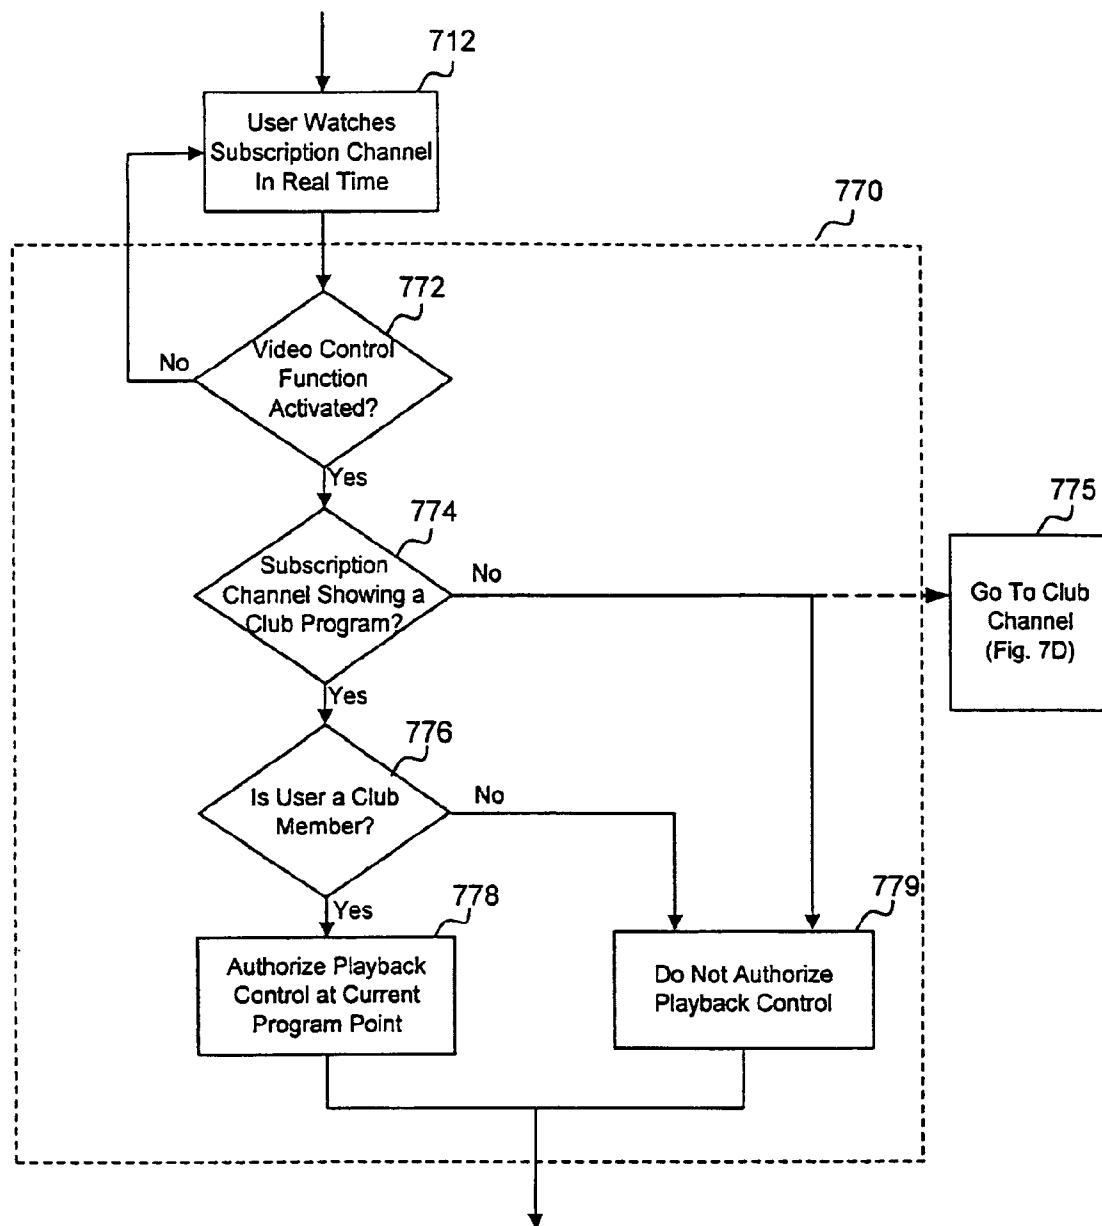 712
User Watches
Subscription Channel
In Real Time
770
772
Video Control
Function
Activated?
No
Yes
774
Subscription
Channel Showing a
Club Program?
No
775
Go To Club
Channel
(Fig. 7D)
Yes
776
Is User a Club
Member?
No
Yes
778
Authorize Playback
Control at Current
Program Point
779
Do Not Authorize
Playback Control